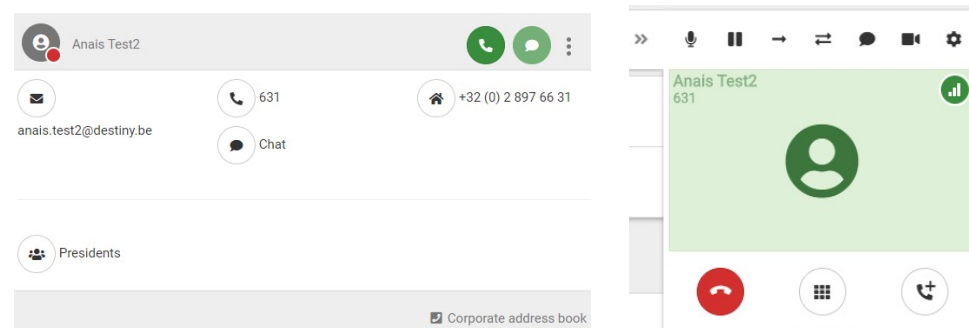 Anais Test2
631
+32 (0) 2 897 66 31
anais.test2@destiny.be
Chat
Presidents
Corporate address book
Anais Test2
631